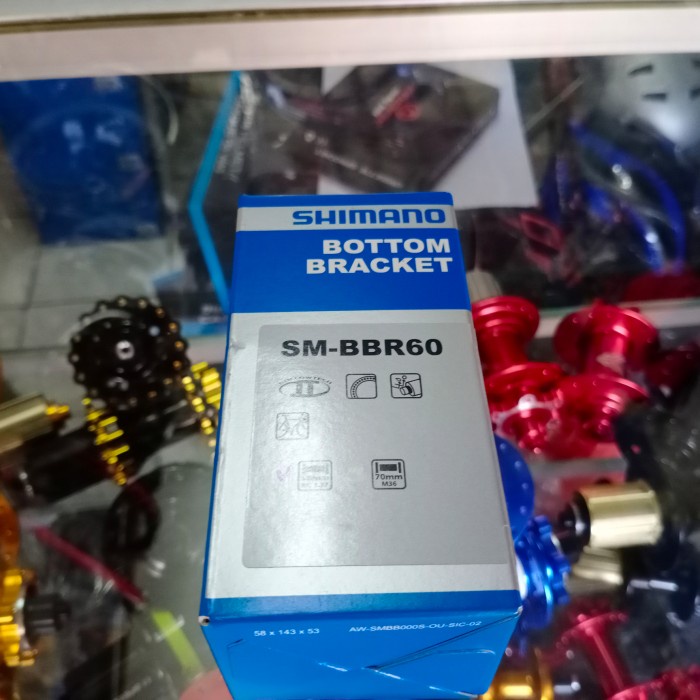 SHIMANO
BOTTOM
BRACKET
SM-BBR60
70mm
M36
58 x 143 x 53 AW-SMBB000S-OU-SIC-02